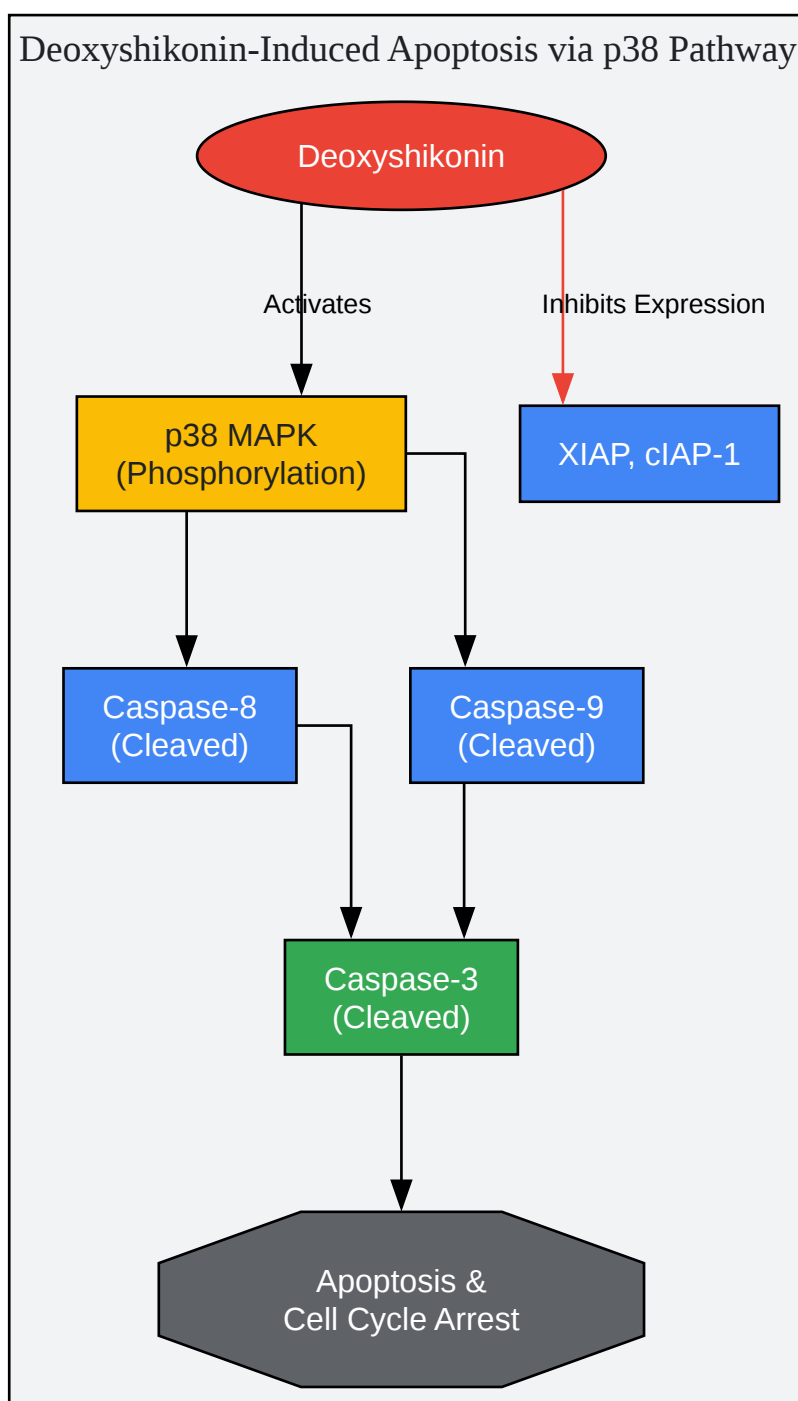 Deoxyshikonin-Induced Apoptosis via p38 Pathway
Deoxyshikonin
Activates
Inhibits Expression
p38 MAPK
(Phosphorylation)
XIAP, cIAP-1
Caspase-8
(Cleaved)
Caspase-9
(Cleaved)
Caspase-3
(Cleaved)
Apoptosis &
Cell Cycle Arrest